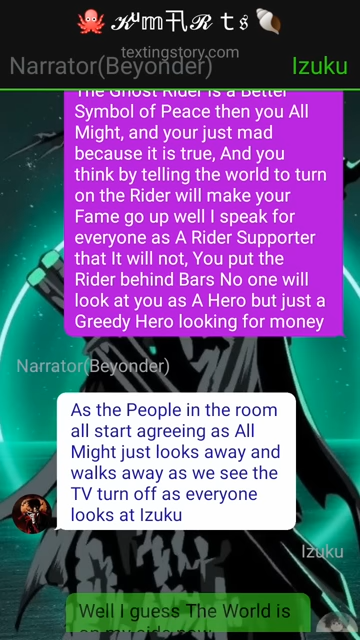 🐙 𝒦ᵘ𝕞卂ℛ 𝕥𝓈 🐚
textingstory.com
Narrator(Beyonder)
Izuku
The Ghost Rider is a Better
Symbol of Peace then you All
Might, and your just mad
because it is true, And you
think by telling the world to turn
on the Rider will make your
Fame go up well I speak for
everyone as A Rider Supporter
that It will not, You put the
Rider behind Bars No one will
look at you as A Hero but just a
Greedy Hero looking for money
Narrator(Beyonder)
As the People in the room
all start agreeing as All
Might just looks away and
walks away as we see the
TV turn off as everyone
looks at Izuku
Izuku
Well I guess The World is
on my side now